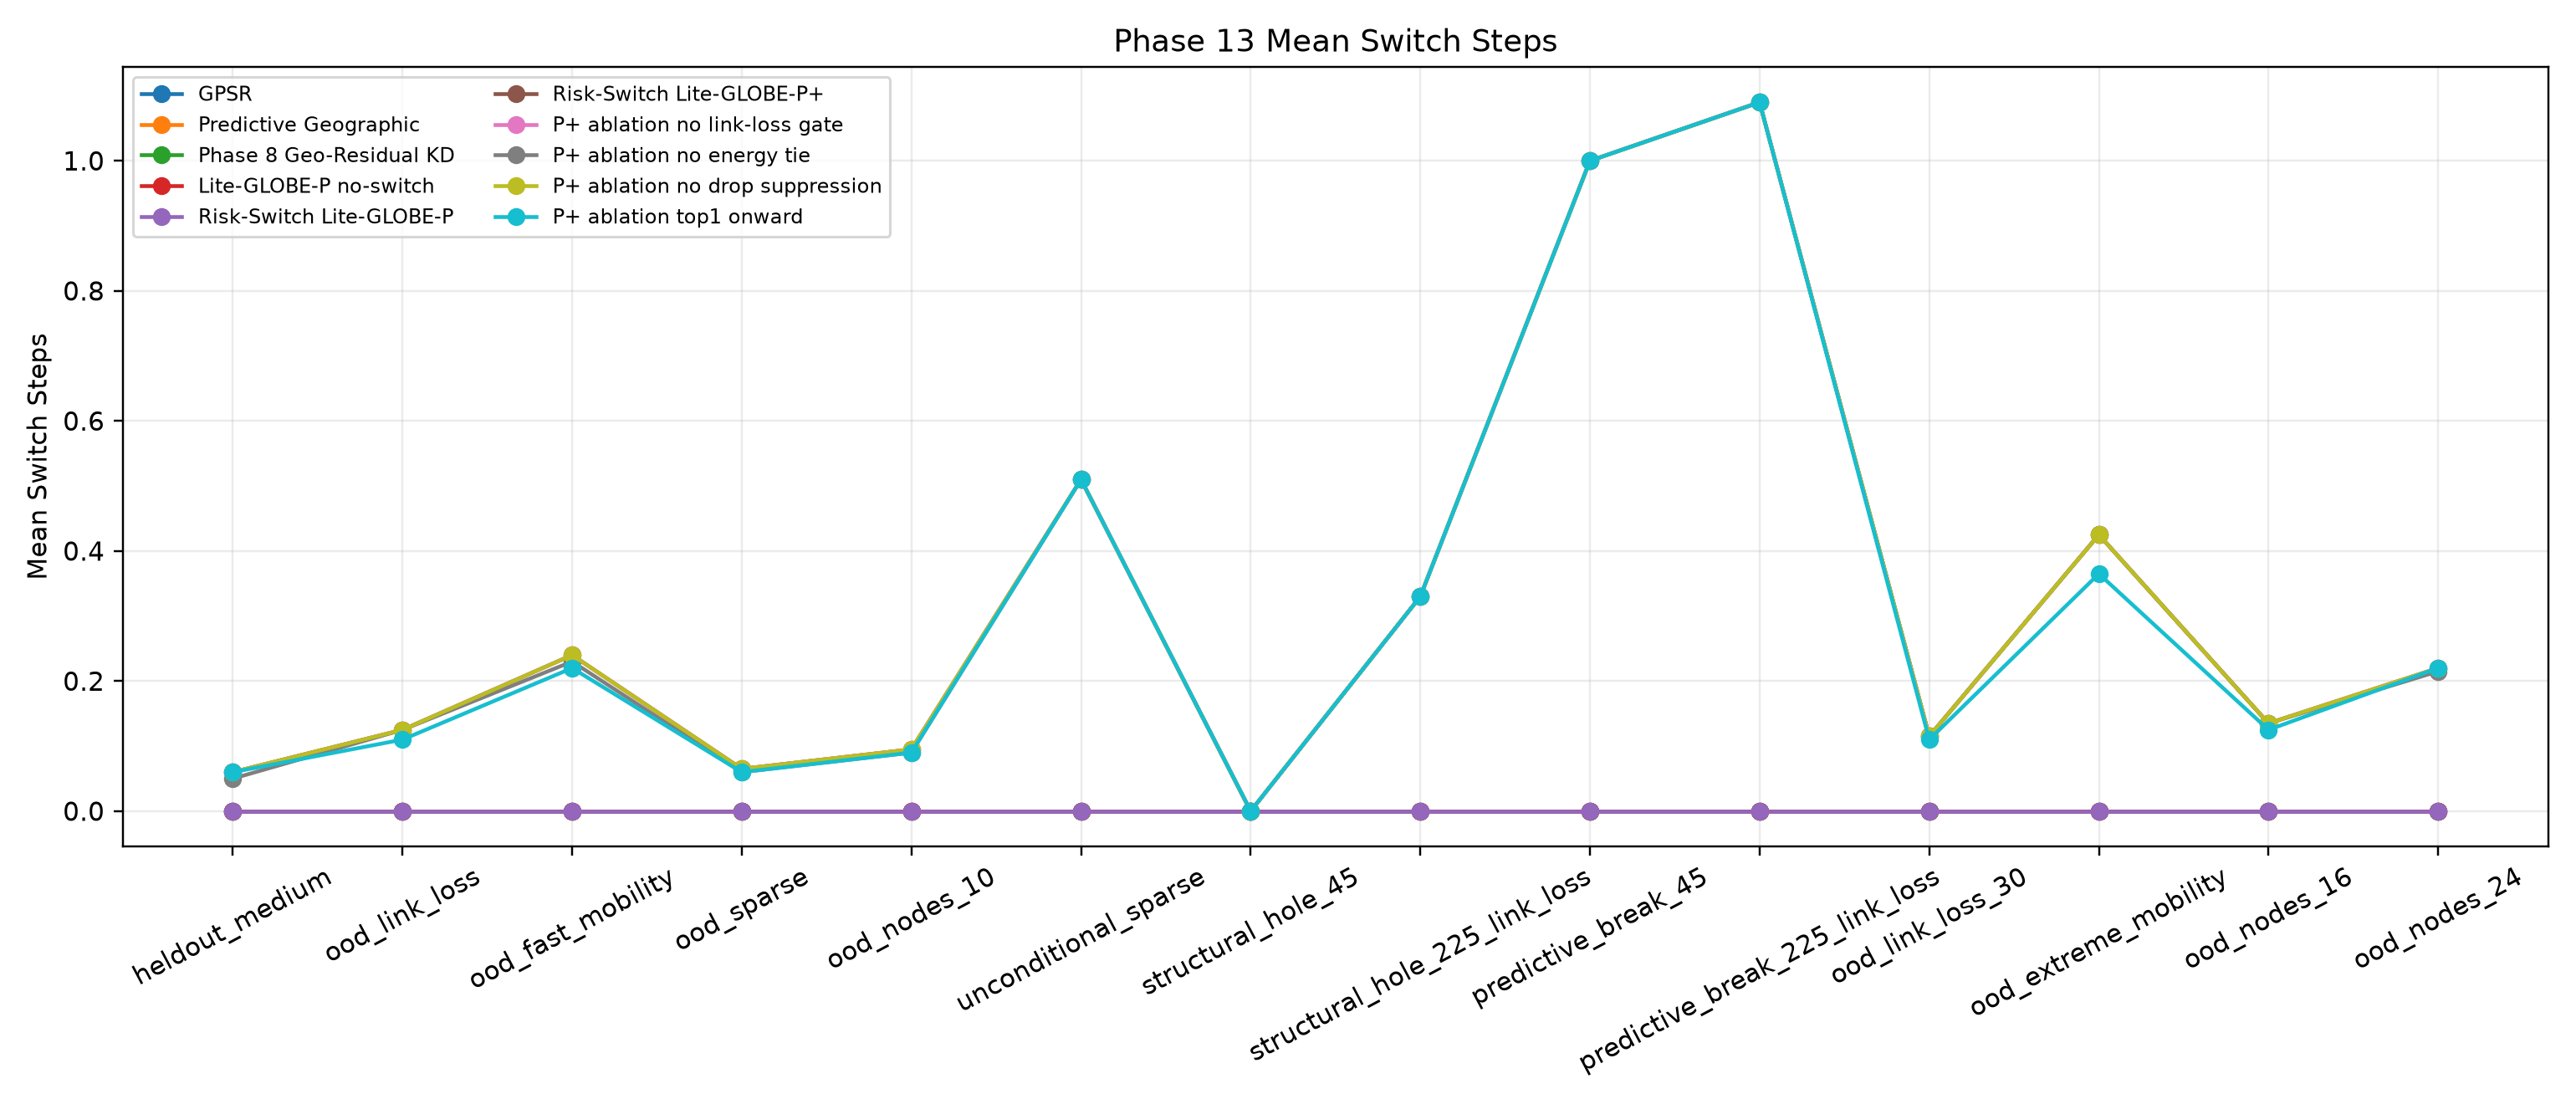 Phase 13 Mean Switch Steps
GPSR
Predictive Geographic
Phase 8 Geo-Residual KD
Lite-GLOBE-P no-switch
Risk-Switch Lite-GLOBE-P
Risk-Switch Lite-GLOBE-P+
P+ ablation no link-loss gate
P+ ablation no energy tie
P+ ablation no drop suppression
P+ ablation top1 onward
Mean Switch Steps
1.0
0.8
0.6
0.4
0.2
0.0
heldout_medium
ood_link_loss
ood_fast_mobility
ood_sparse
ood_nodes_10
unconditional_sparse
structural_hole_45
structural_hole_225_link_loss
predictive_break_45
predictive_break_225_link_loss
ood_link_loss_30
ood_extreme_mobility
ood_nodes_16
ood_nodes_24